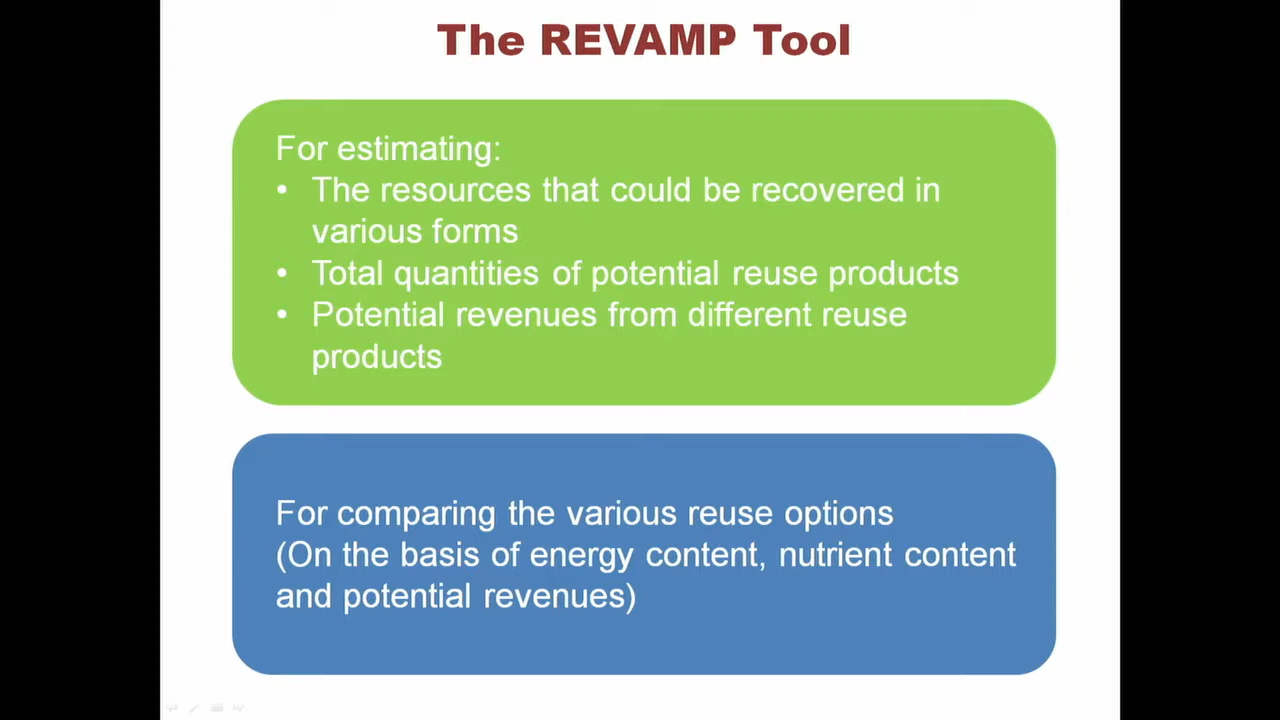 The REVAMP Tool
For estimating:
• The resources that could be recovered in
various forms
• Total quantities of potential reuse products
• Potential revenues from different reuse
products
For comparing the various reuse options
(On the basis of energy content, nutrient content
and potential revenues)